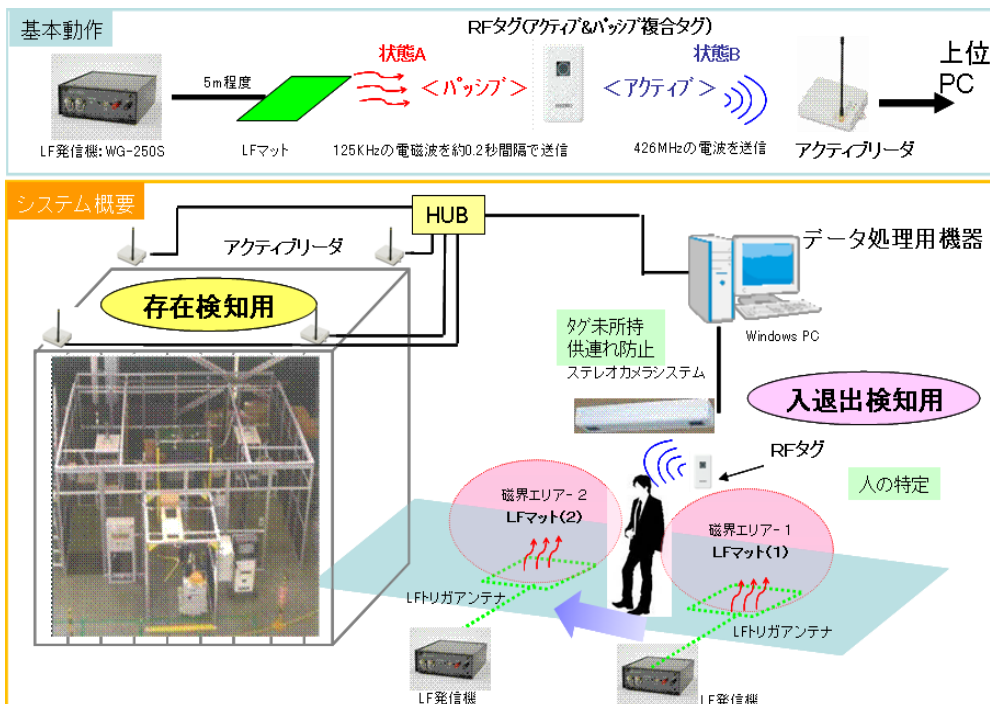 基本動作
RFタグ(アクティブ&パッシブ複合タグ)
状態A
状態B
上位
PC
5m程度
＜パッシブ＞
＜アクティブ＞
LF発信機:WG-250S
LFマット
125KHzの電磁波を約0.2秒間隔で送信
426MHzの電波を送信
アクティブリーダ
システム概要
HUB
アクティブリーダ
データ処理用機器
存在検知用
タグ未所持
供連れ防止
ステレオカメラシステム
Windows PC
入退出検知用
RFタグ
人の特定
磁界エリア-2
LFマット(2)
磁界エリア-1
LFマット(1)
LFトリガアンテナ
LFトリガアンテナ
LF発信機
LF発信機